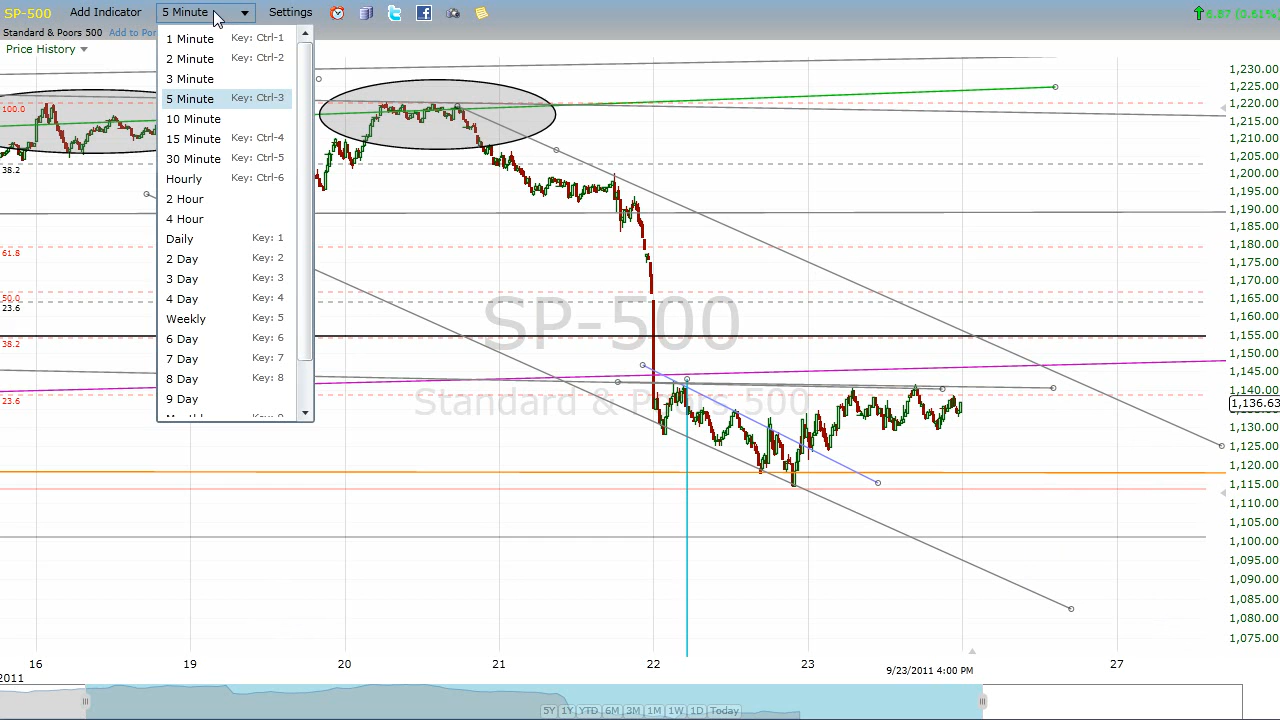 SP-500 Add Indicator 5 Minute Settings 6.87 (0.61%)
Standard & Poors 500 Add to Por
Price History
1 Minute Key: Ctrl-1
2 Minute Key: Ctrl-2
3 Minute
5 Minute Key: Ctrl-3
10 Minute
15 Minute Key: Ctrl-4
30 Minute Key: Ctrl-5
Hourly Key: Ctrl-6
2 Hour
4 Hour
Daily Key: 1
2 Day Key: 2
3 Day Key: 3
4 Day Key: 4
Weekly Key: 5
6 Day Key: 6
7 Day Key: 7
8 Day Key: 8
9 Day
100.0
38.2
61.8
50.0
23.6
38.2
23.6
SP-500
Standard & Poors 500
1,230.00
1,225.00
1,220.00
1,215.00
1,210.00
1,205.00
1,200.00
1,195.00
1,190.00
1,185.00
1,180.00
1,175.00
1,170.00
1,165.00
1,160.00
1,155.00
1,150.00
1,145.00
1,140.00
1,136.63
1,130.00
1,125.00
1,120.00
1,115.00
1,110.00
1,105.00
1,100.00
1,095.00
1,090.00
1,085.00
1,080.00
1,075.00
16 19 20 21 22 23 27
2011 9/23/2011 4:00 PM
5Y 1Y YTD 6M 3M 1M 1W 1D Today